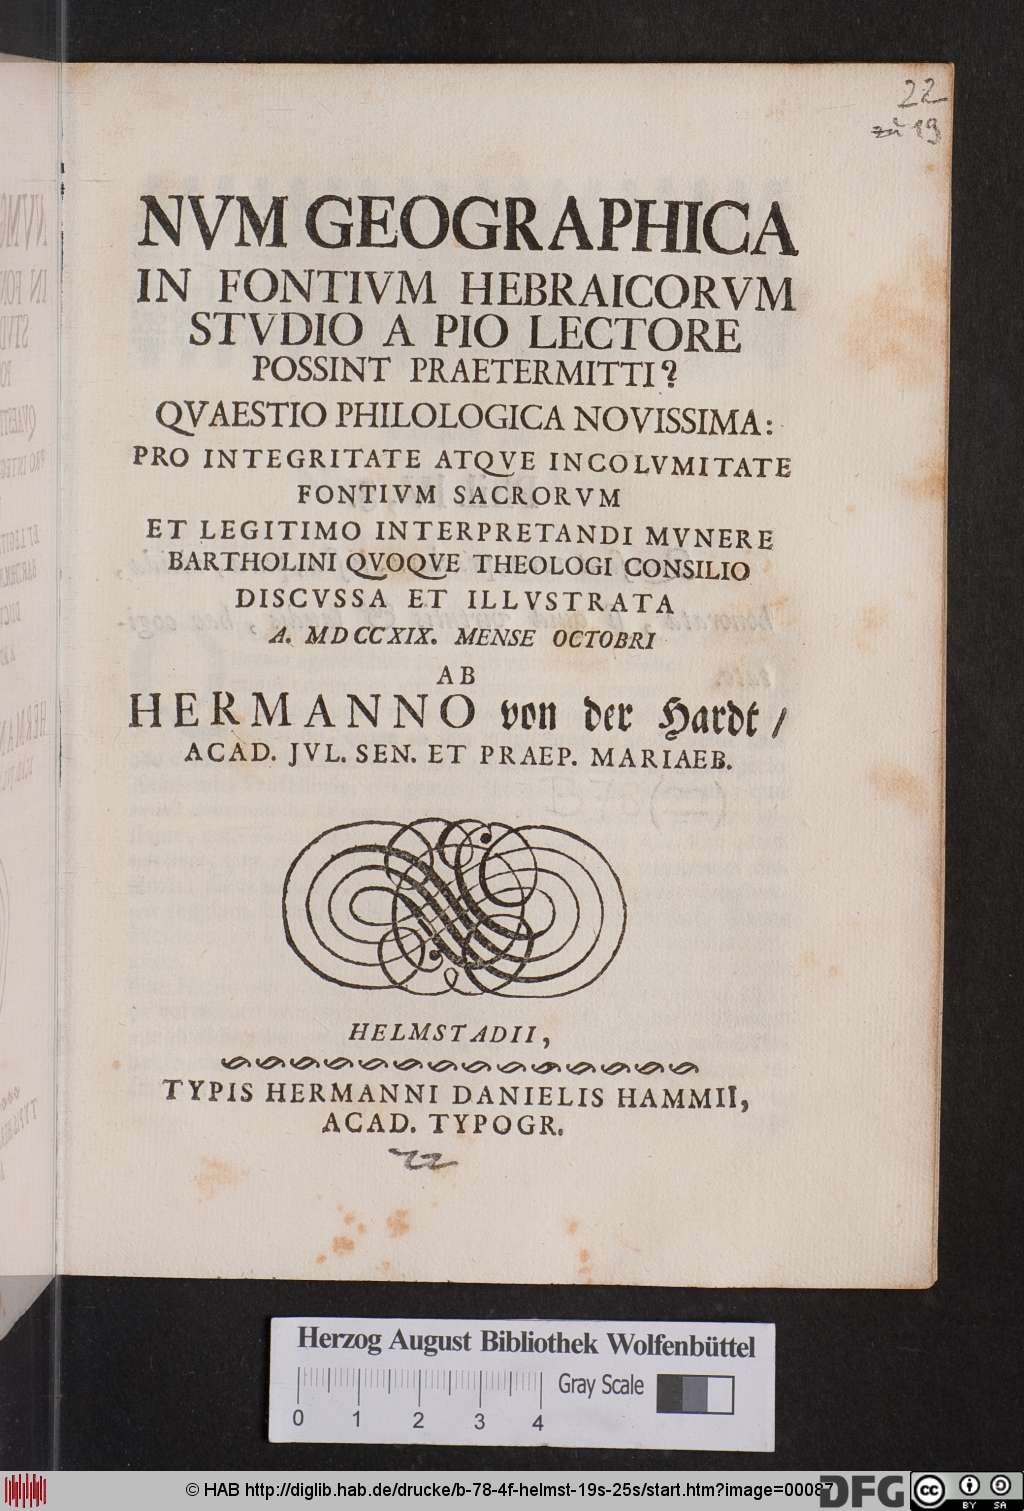 22
zu 19
NVM GEOGRAPHICA
IN FONTIVM HEBRAICORVM
STVDIO A PIO LECTORE
POSSINT PRAETERMITTI?
QVAESTIO PHILOLOGICA NOVISSIMA:
PRO INTEGRITATE ATQVE INCOLVMITATE
FONTIVM SACRORVM
ET LEGITIMO INTERPRETANDI MVNERE
BARTHOLINI QVOQVE THEOLOGI CONSILIO
DISCVSSA ET ILLVSTRATA
A. MDCCXIX. MENSE OCTOBRI
AB
HERMANNO von der Hardt /
ACAD. JVL. SEN. ET PRAEP. MARIAEB.
HELMSTADII,
TYPIS HERMANNI DANIELIS HAMMII,
ACAD. TYPOGR.
22
Herzog August Bibliothek Wolfenbüttel
Gray Scale
0 1 2 3 4
© HAB http://diglib.hab.de/drucke/b-78-4f-helmst-19s-25s/start.htm?image=00087
DFG
cc BY SA